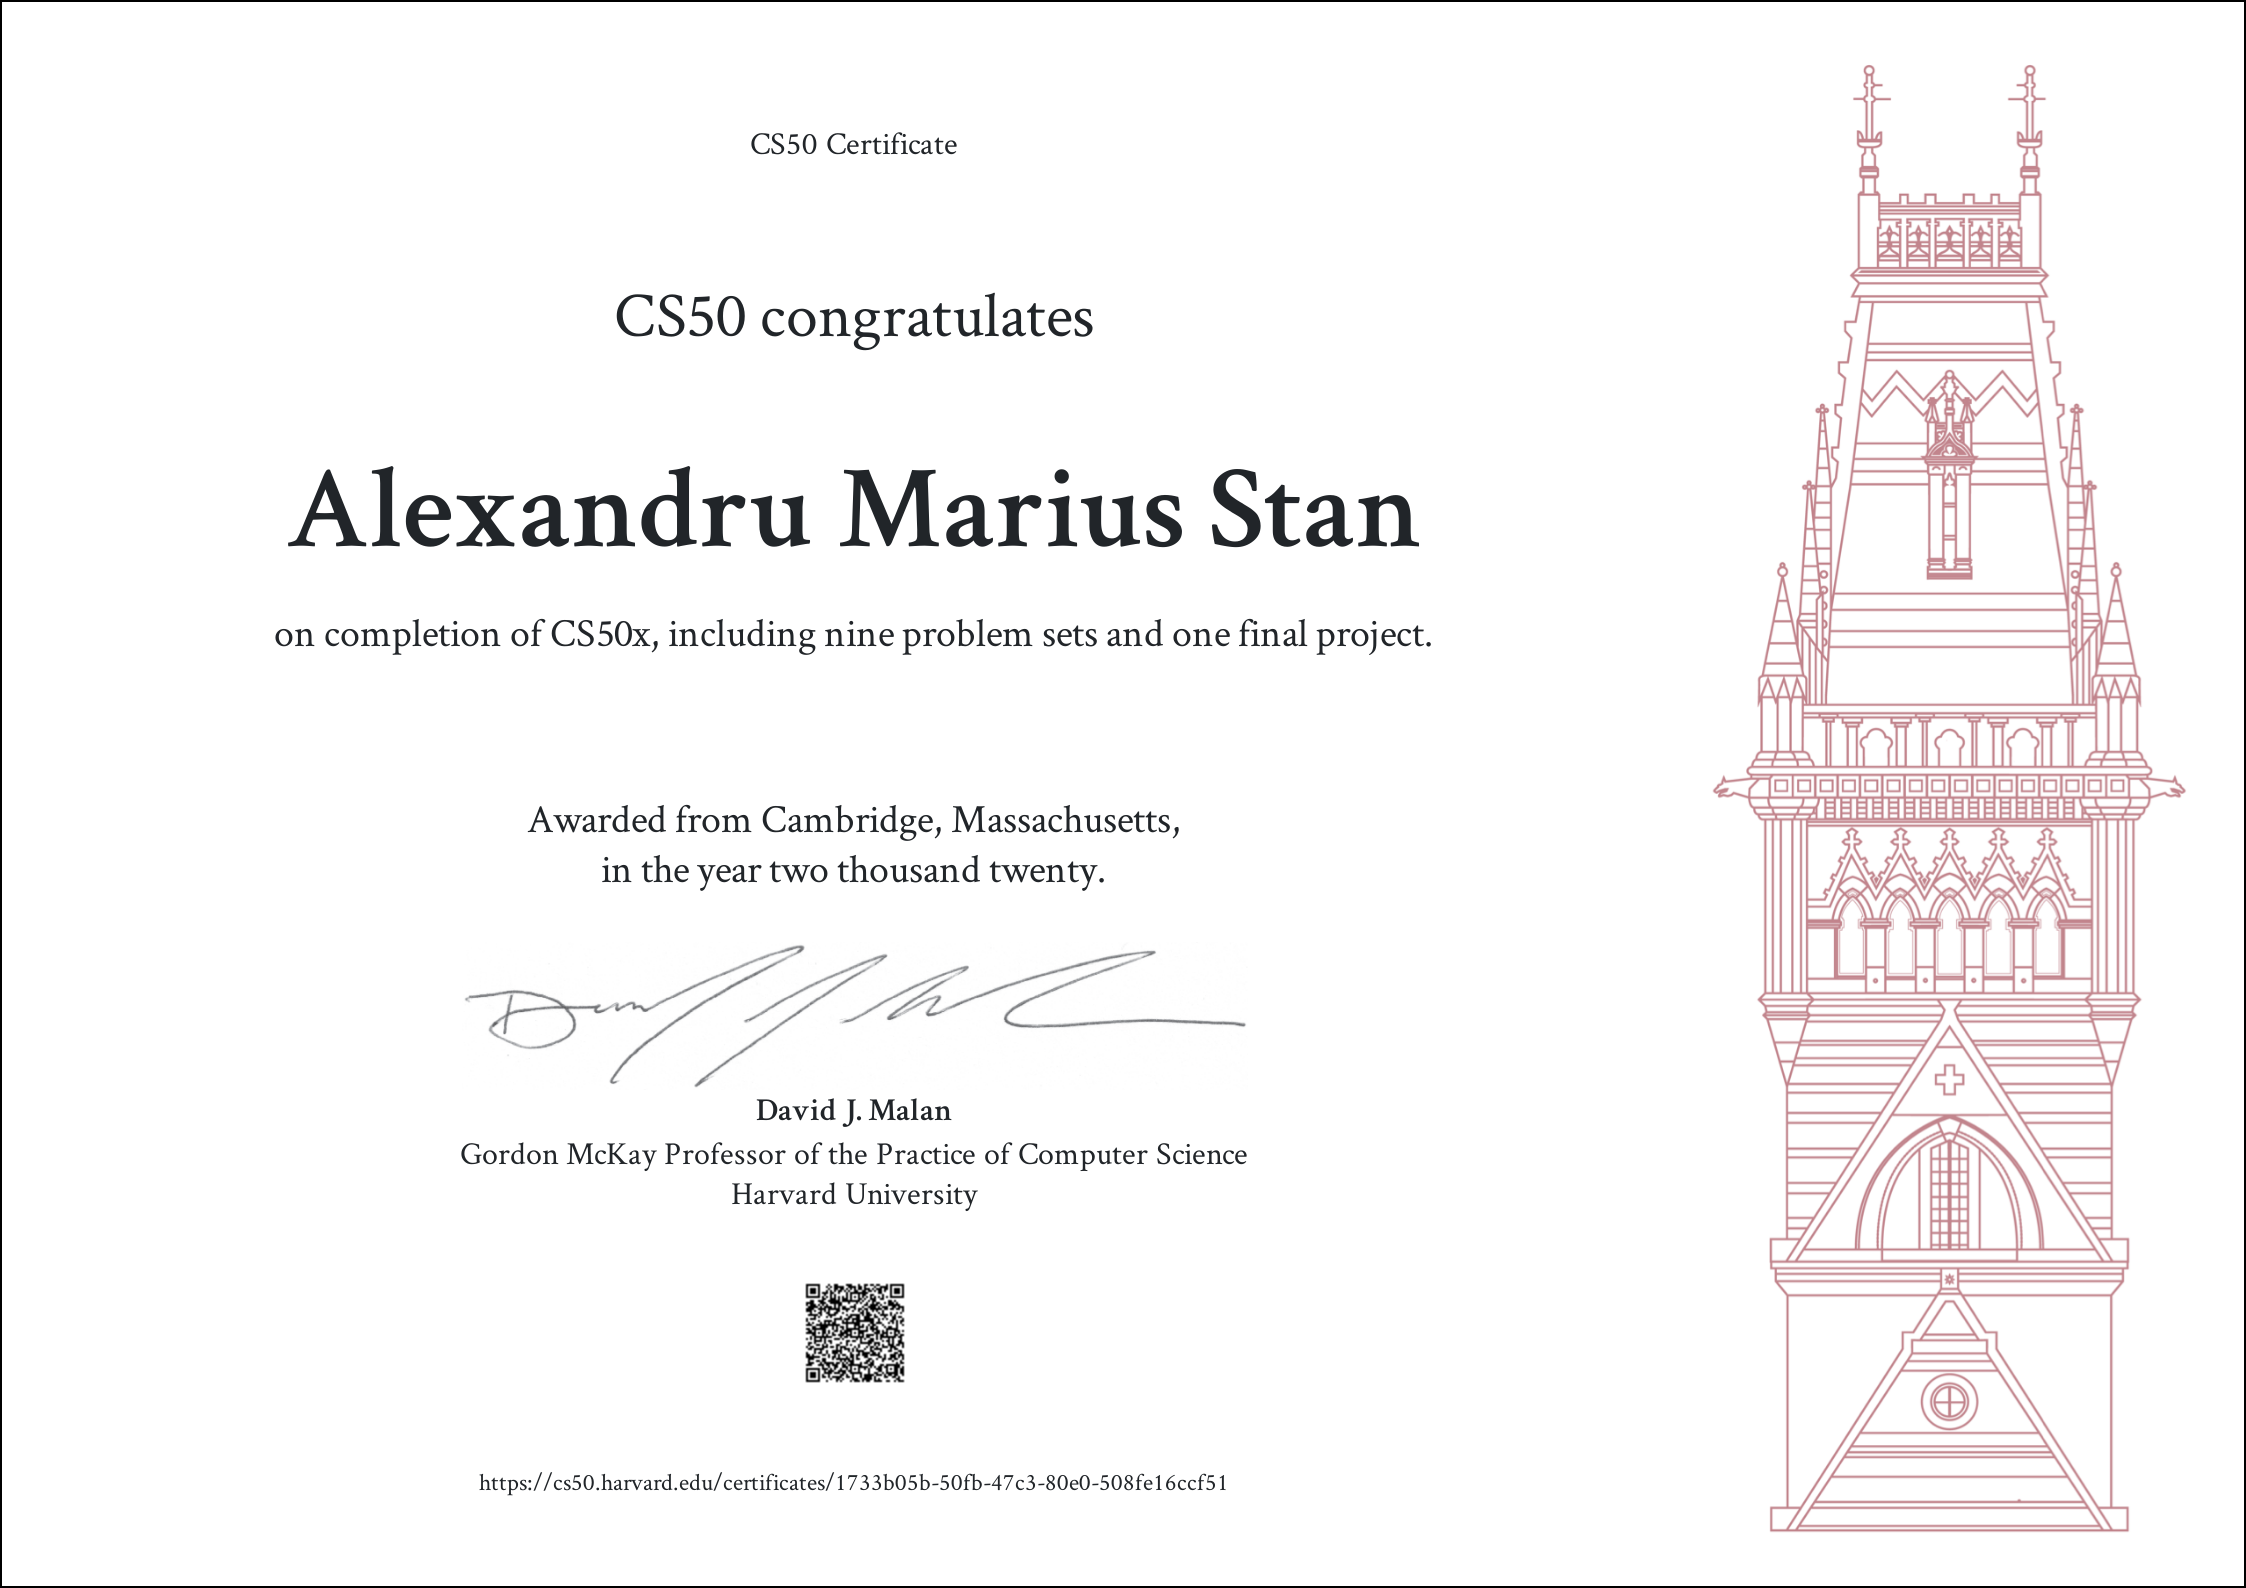 CS50 Certificate
CS50 congratulates
Alexandru Marius Stan
on completion of CS50x, including nine problem sets and one final project.
Awarded from Cambridge, Massachusetts,
in the year two thousand twenty.
David J. Malan
Gordon McKay Professor of the Practice of Computer Science
Harvard University
https://cs50.harvard.edu/certificates/1733b05b-50fb-47c3-80e0-508fe16ccf51